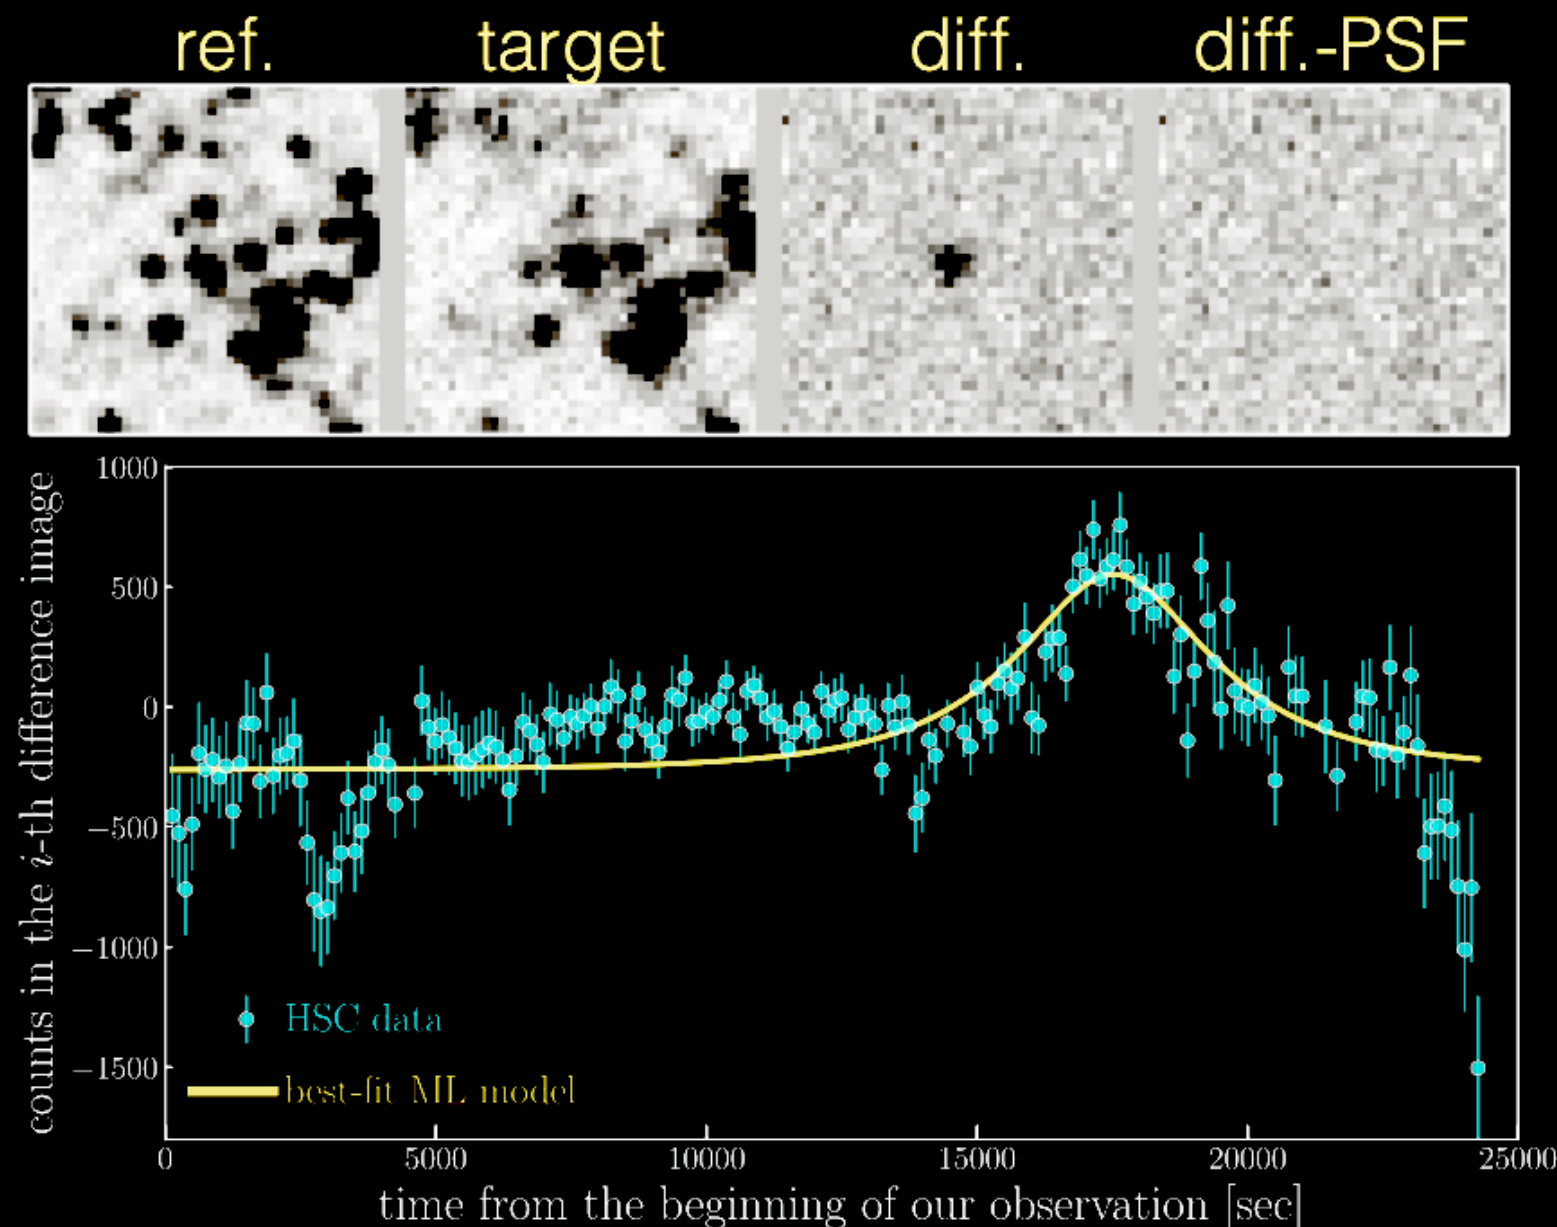 ref. target diff. diff.-PSF
counts in the i-th difference image
1000
500
0
−500
−1000
−1500
HSC data
best-fit ML model
0 5000 10000 15000 20000 25000
time from the beginning of our observation [sec]